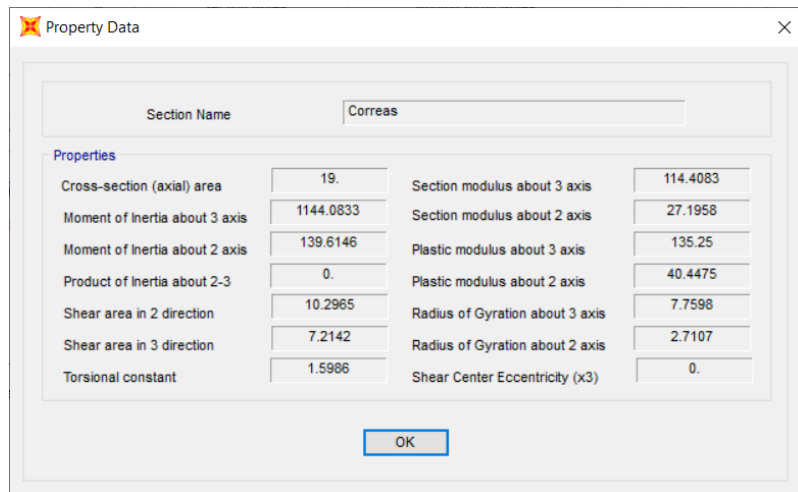 Property Data
Section Name
Correas
Properties
Cross-section (axial) area
19.
Section modulus about 3 axis
114.4083
Moment of Inertia about 3 axis
1144.0833
Section modulus about 2 axis
27.1958
Moment of Inertia about 2 axis
139.6146
Plastic modulus about 3 axis
135.25
Product of Inertia about 2-3
0.
Plastic modulus about 2 axis
40.4475
Shear area in 2 direction
10.2965
Radius of Gyration about 3 axis
7.7598
Shear area in 3 direction
7.2142
Radius of Gyration about 2 axis
2.7107
Torsional constant
1.5986
Shear Center Eccentricity (x3)
0.
OK